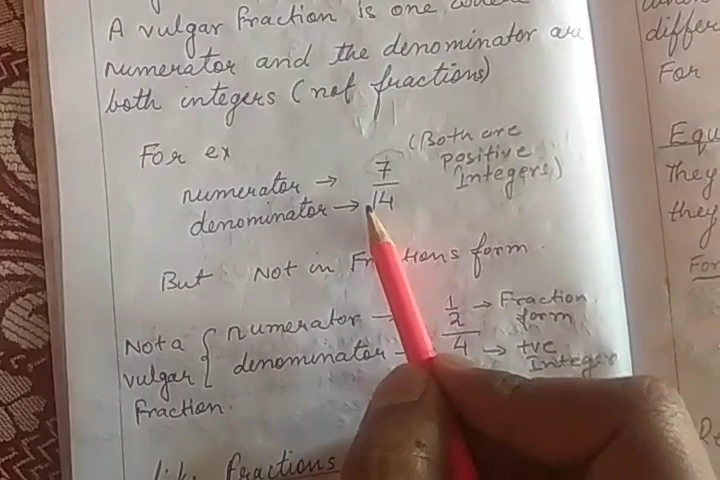 A vulgar fraction is one where
numerator and the denominator are
both integers (not fractions)
For ex
(Both are
positive
Integers)
numerator → 7
denominator → 14
But Not in Fr tions form.
Not a
vulgar
Fraction.
numerator → 1/2 → Fraction form
denominator → 4 → +ve Integer
like fractions
differ
For
Equ
They
they
For